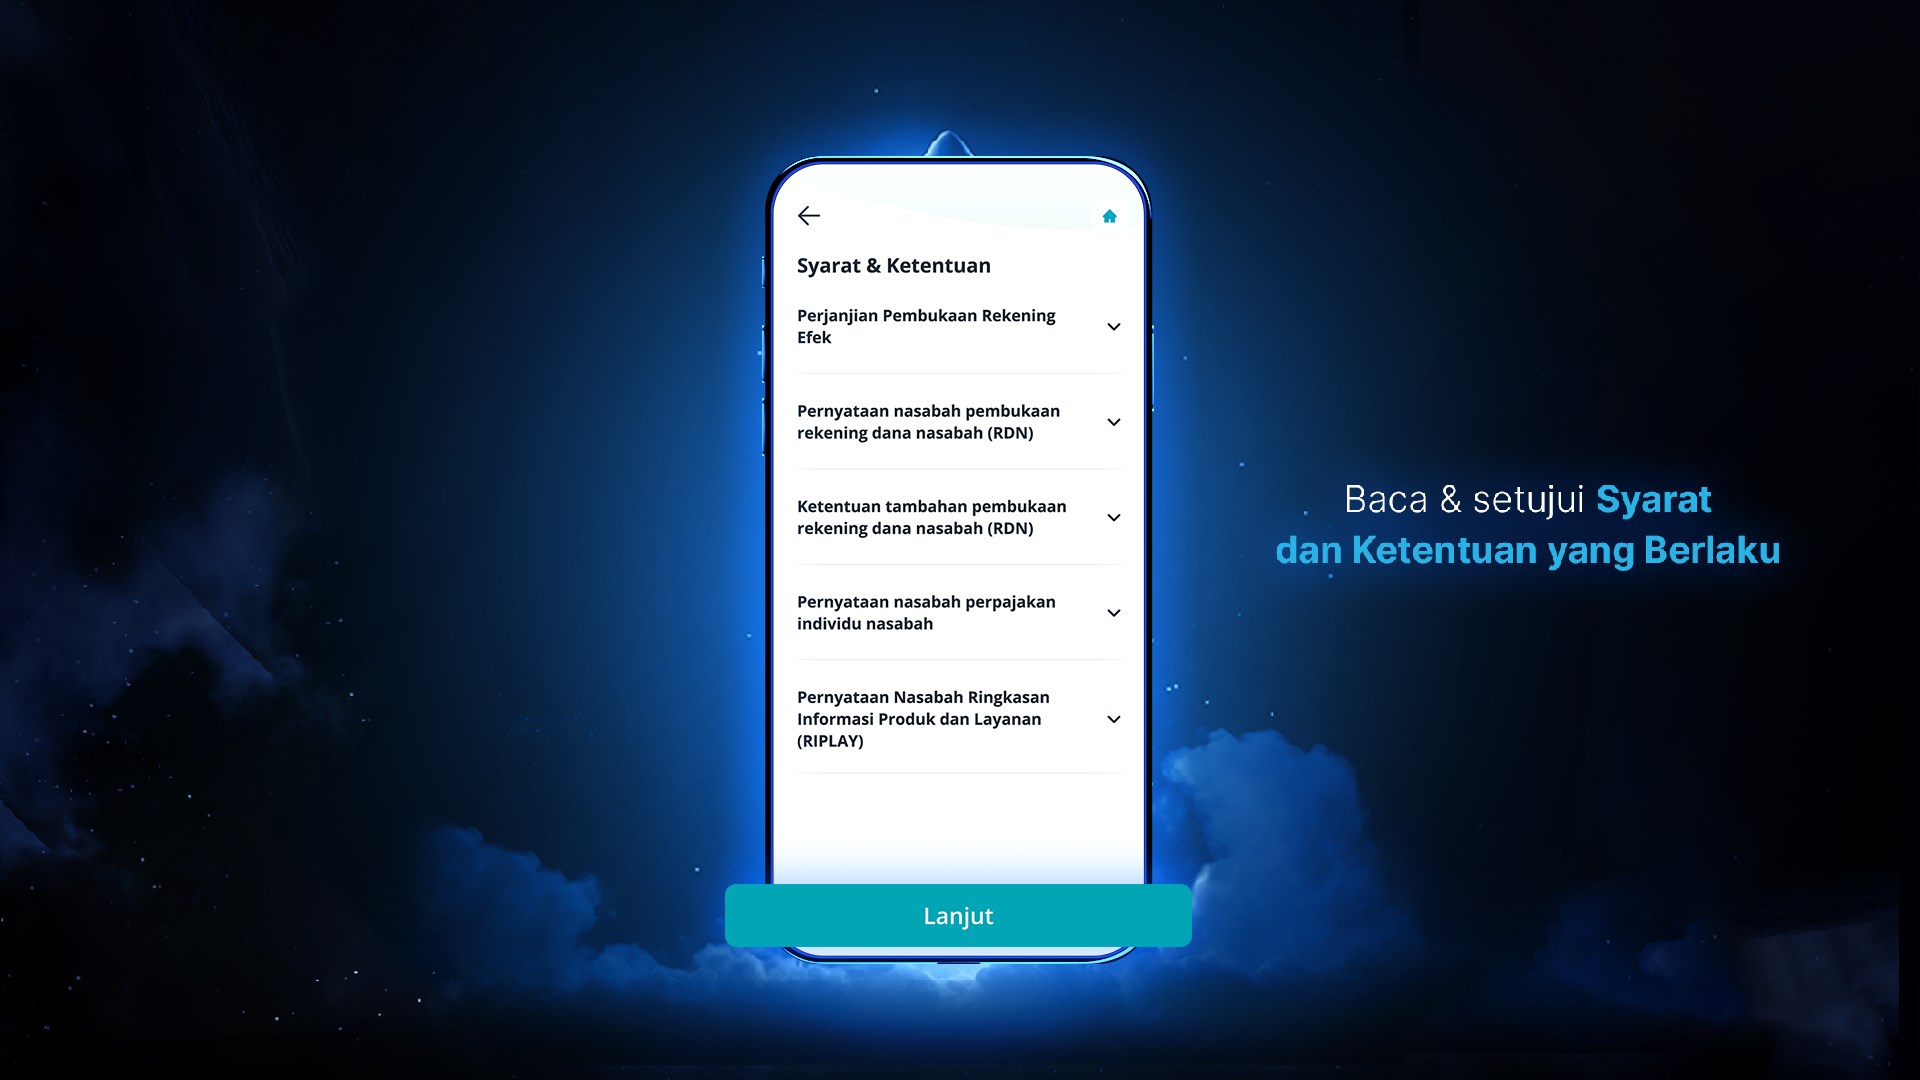 Syarat & Ketentuan
Perjanjian Pembukaan Rekening
Efek
Pernyataan nasabah pembukaan
rekening dana nasabah (RDN)
Ketentuan tambahan pembukaan
rekening dana nasabah (RDN)
Pernyataan nasabah perpajakan
individu nasabah
Pernyataan Nasabah Ringkasan
Informasi Produk dan Layanan
(RIPLAY)
Lanjut
Baca & setujui Syarat
dan Ketentuan yang Berlaku